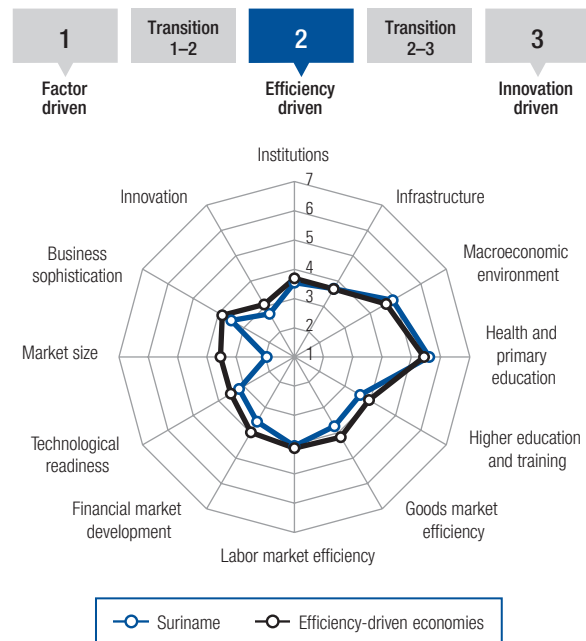 1
Transition
1–2
2
Transition
2–3
3
Factor
driven
Efficiency
driven
Innovation
driven
Institutions
Infrastructure
Macroeconomic
environment
Health and
primary
education
Higher education
and training
Goods market
efficiency
Labor market efficiency
Financial market
development
Technological
readiness
Market size
Business
sophistication
Innovation
7
6
5
4
3
2
1
Suriname
Efficiency-driven economies